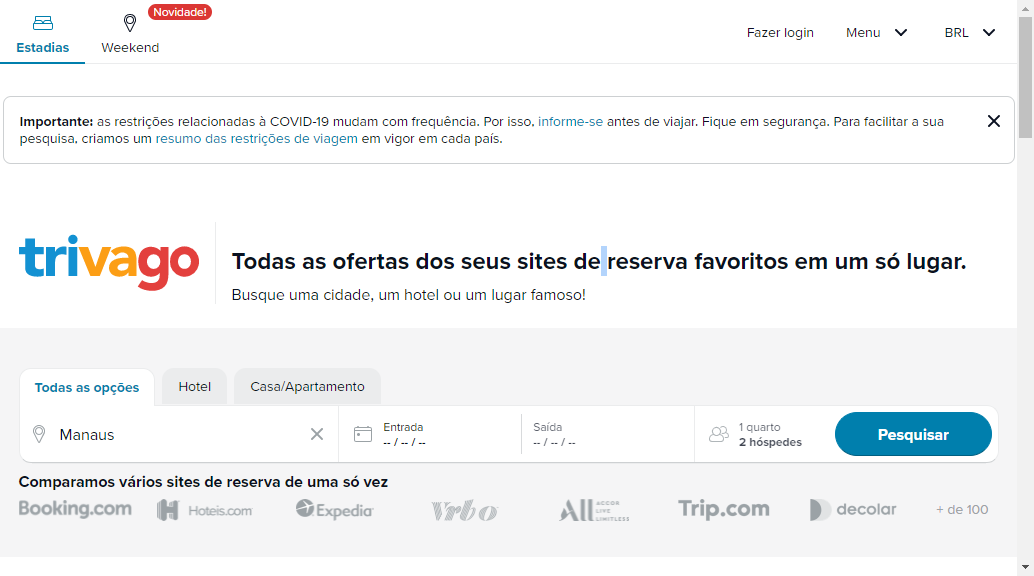 Novidade!
Estadias
Weekend
Fazer login
Menu
BRL
Importante: as restrições relacionadas à COVID-19 mudam com frequência. Por isso, informe-se antes de viajar. Fique em segurança. Para facilitar a sua
pesquisa, criamos um resumo das restrições de viagem em vigor em cada país.
trivago
Todas as ofertas dos seus sites de reserva favoritos em um só lugar.
Busque uma cidade, um hotel ou um lugar famoso!
Todas as opções
Hotel
Casa/Apartamento
Manaus
Entrada
-- / -- / --
Saída
-- / -- / --
1 quarto
2 hóspedes
Pesquisar
Comparamos vários sites de reserva de uma só vez
Booking.com
H Hoteis.com
Expedia
Vrbo
ALL ACCOR
LIVE
LIMITLESS
Trip.com
decolar
+ de 100